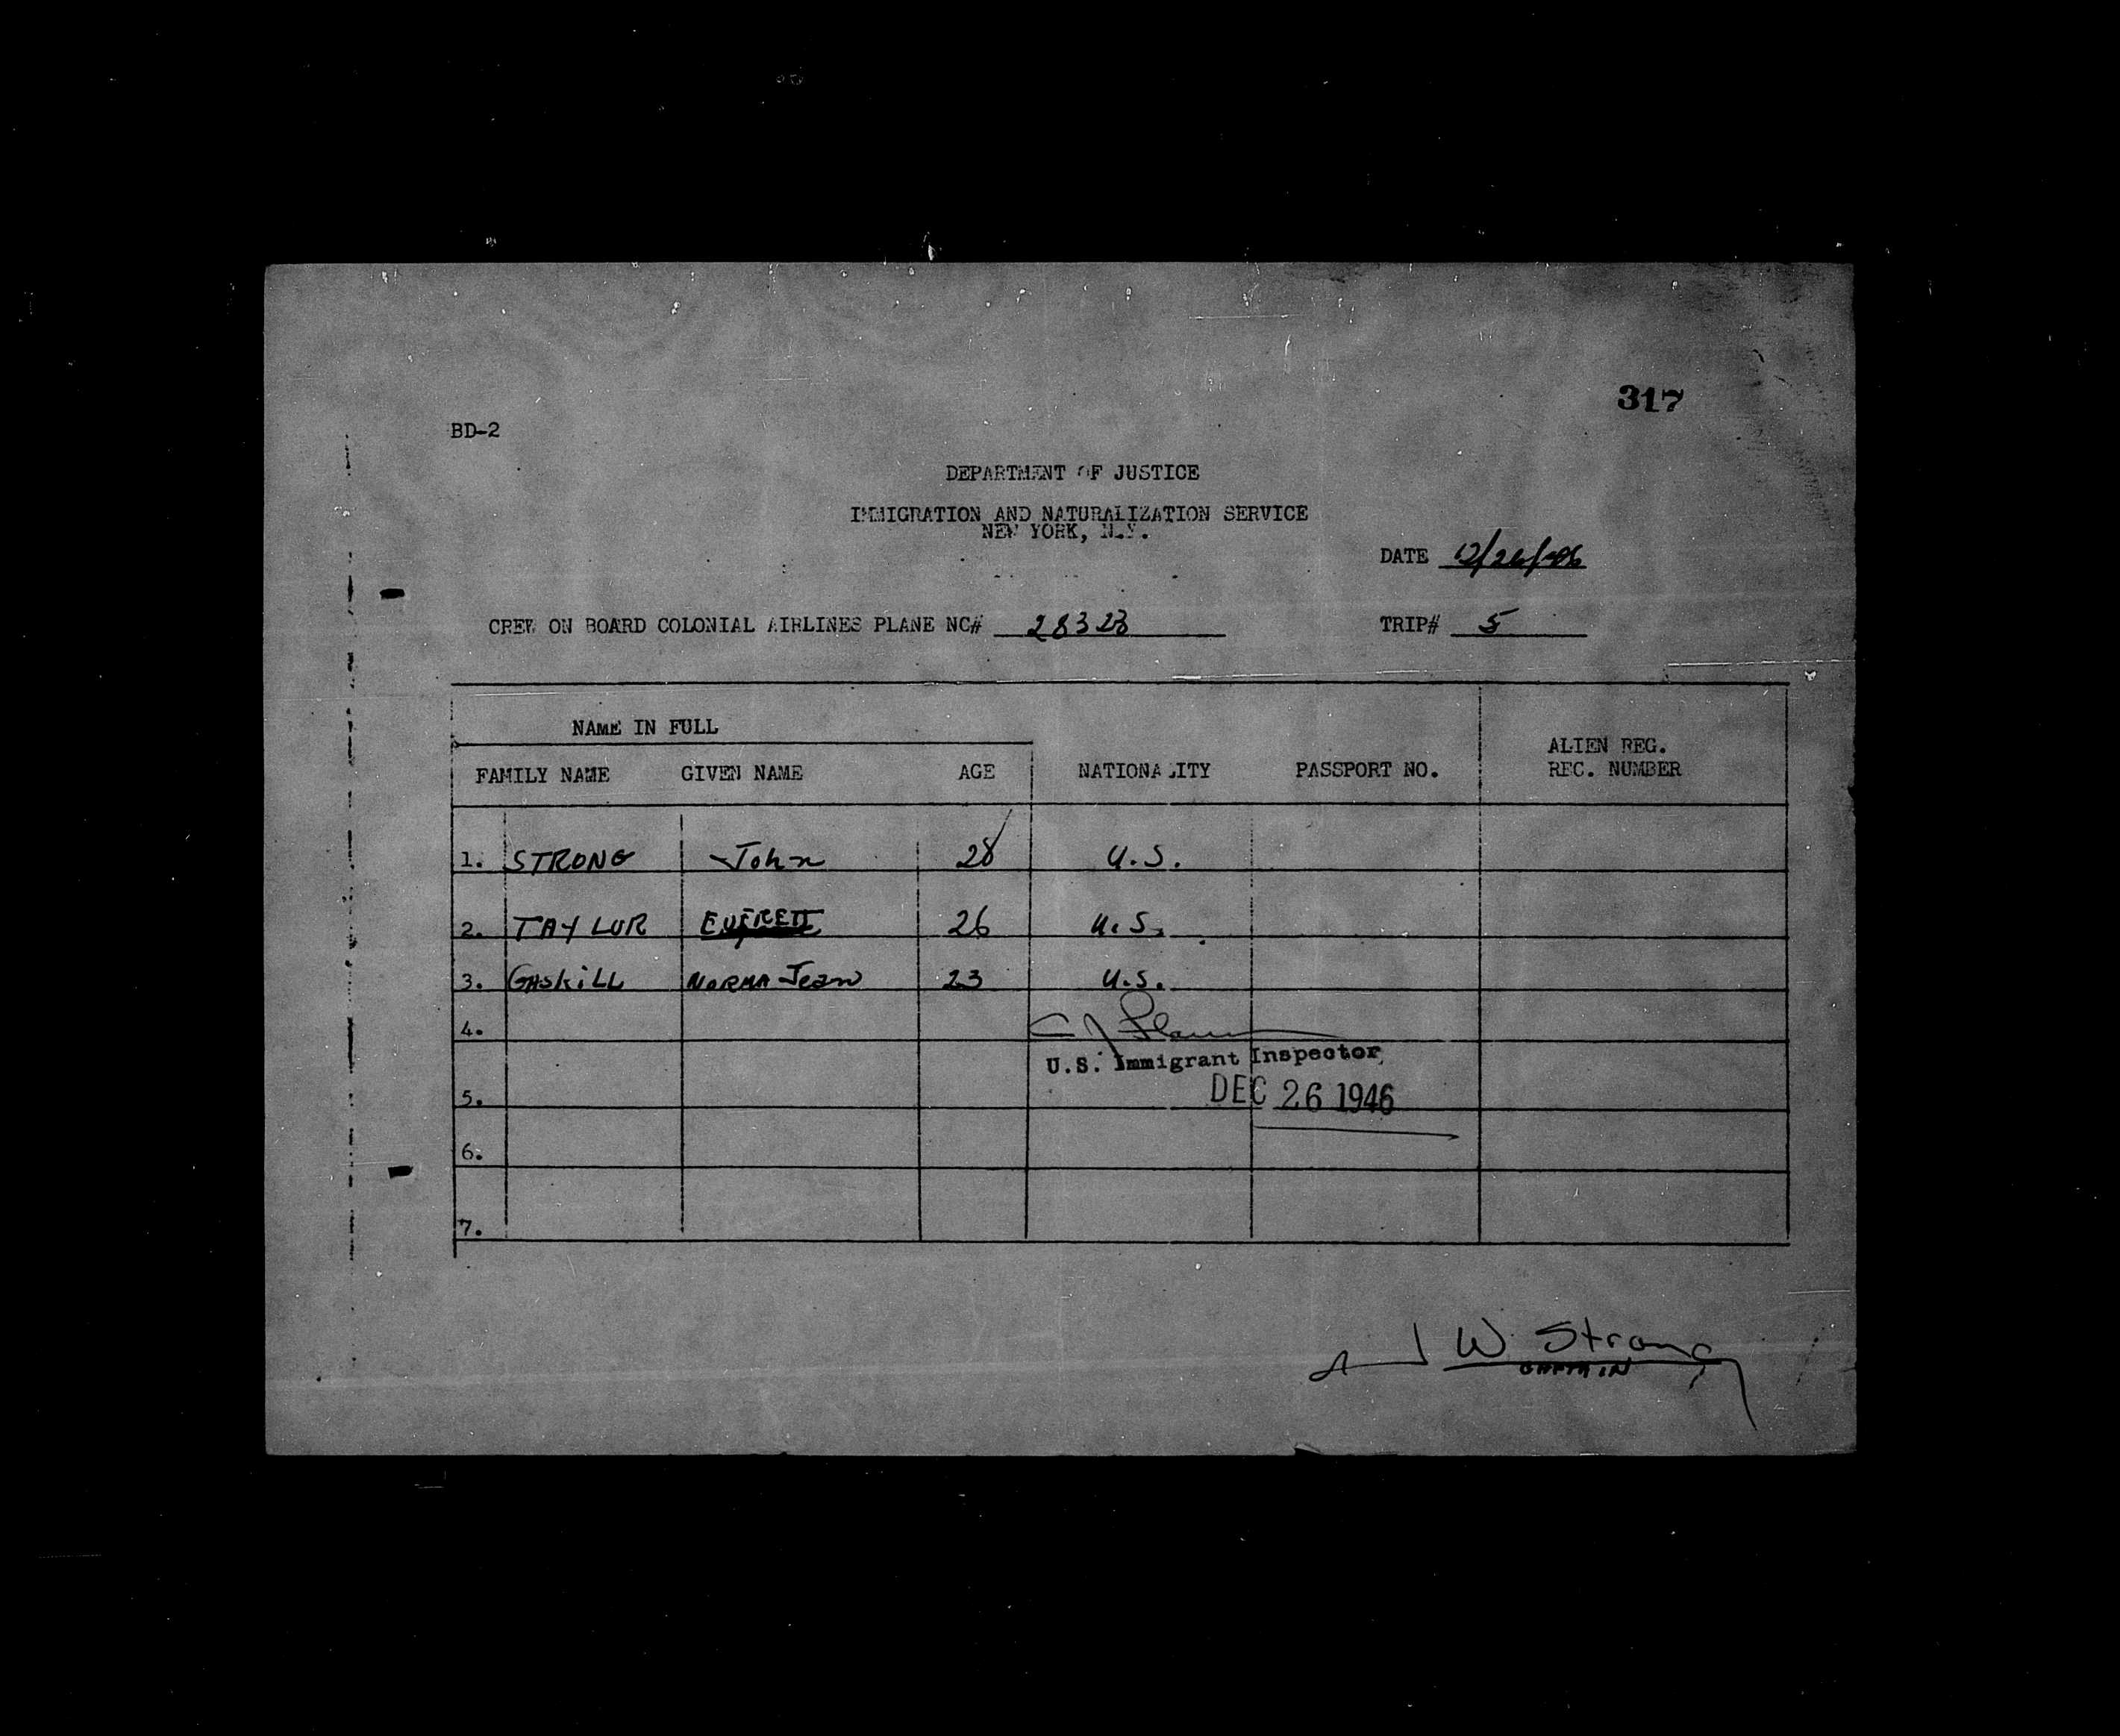 317
BD-2
DEPARTMENT OF JUSTICE
IMMIGRATION AND NATURALIZATION SERVICE
NEW YORK, N.Y.
DATE 12/26/46
CREW ON BOARD COLONIAL AIRLINES PLANE NC# 28323 TRIP# 5
NAME IN FULL
ALIEN REG.
FAMILY NAME GIVEN NAME AGE NATIONALITY PASSPORT NO. REC. NUMBER
1. STRONG John 28 U.S.
2. TAYLOR EVERETT 26 U.S.
3. GASKILL NORMA Jean 23 U.S.
4.
U.S. Immigrant Inspector
DEC 26 1946
5.
6.
7.
J W Strong
CAPTAIN